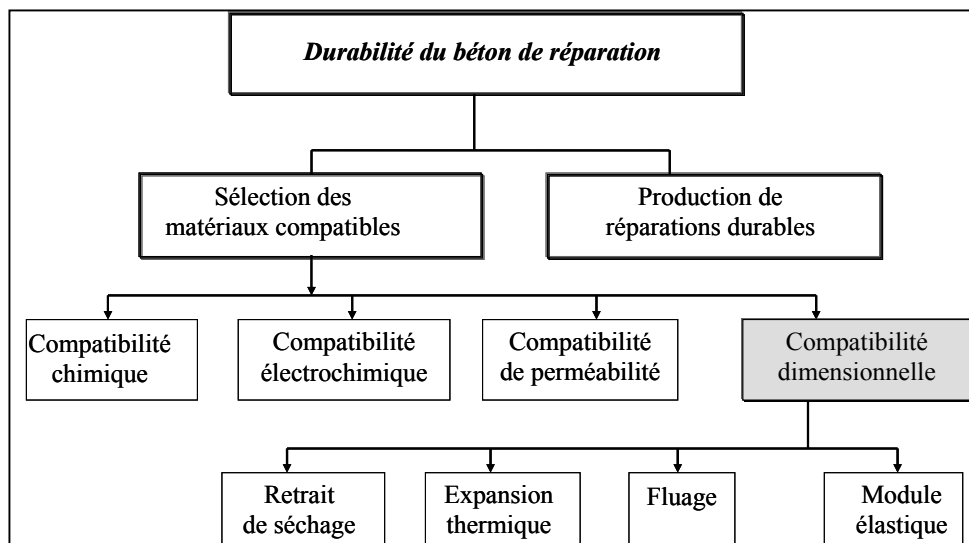 Durabilité du béton de réparation
Sélection des
matériaux compatibles
Production de
réparations durables
Compatibilité
chimique
Compatibilité
électrochimique
Compatibilité
de perméabilité
Compatibilité
dimensionnelle
Retrait
de séchage
Expansion
thermique
Fluage
Module
élastique